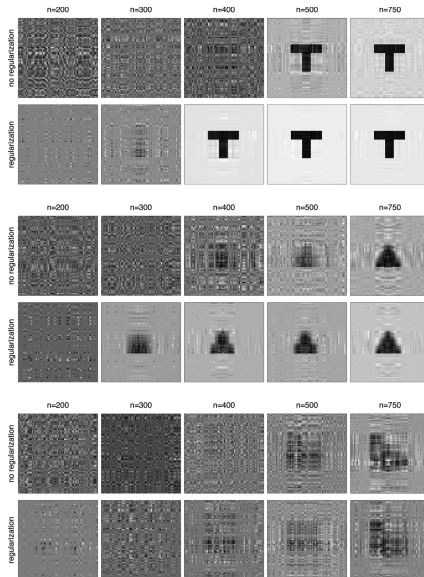 n=200 n=300 n=400 n=500 n=750
no regularization
regularization
n=200 n=300 n=400 n=500 n=750
no regularization
regularization
n=200 n=300 n=400 n=500 n=750
no regularization
regularization